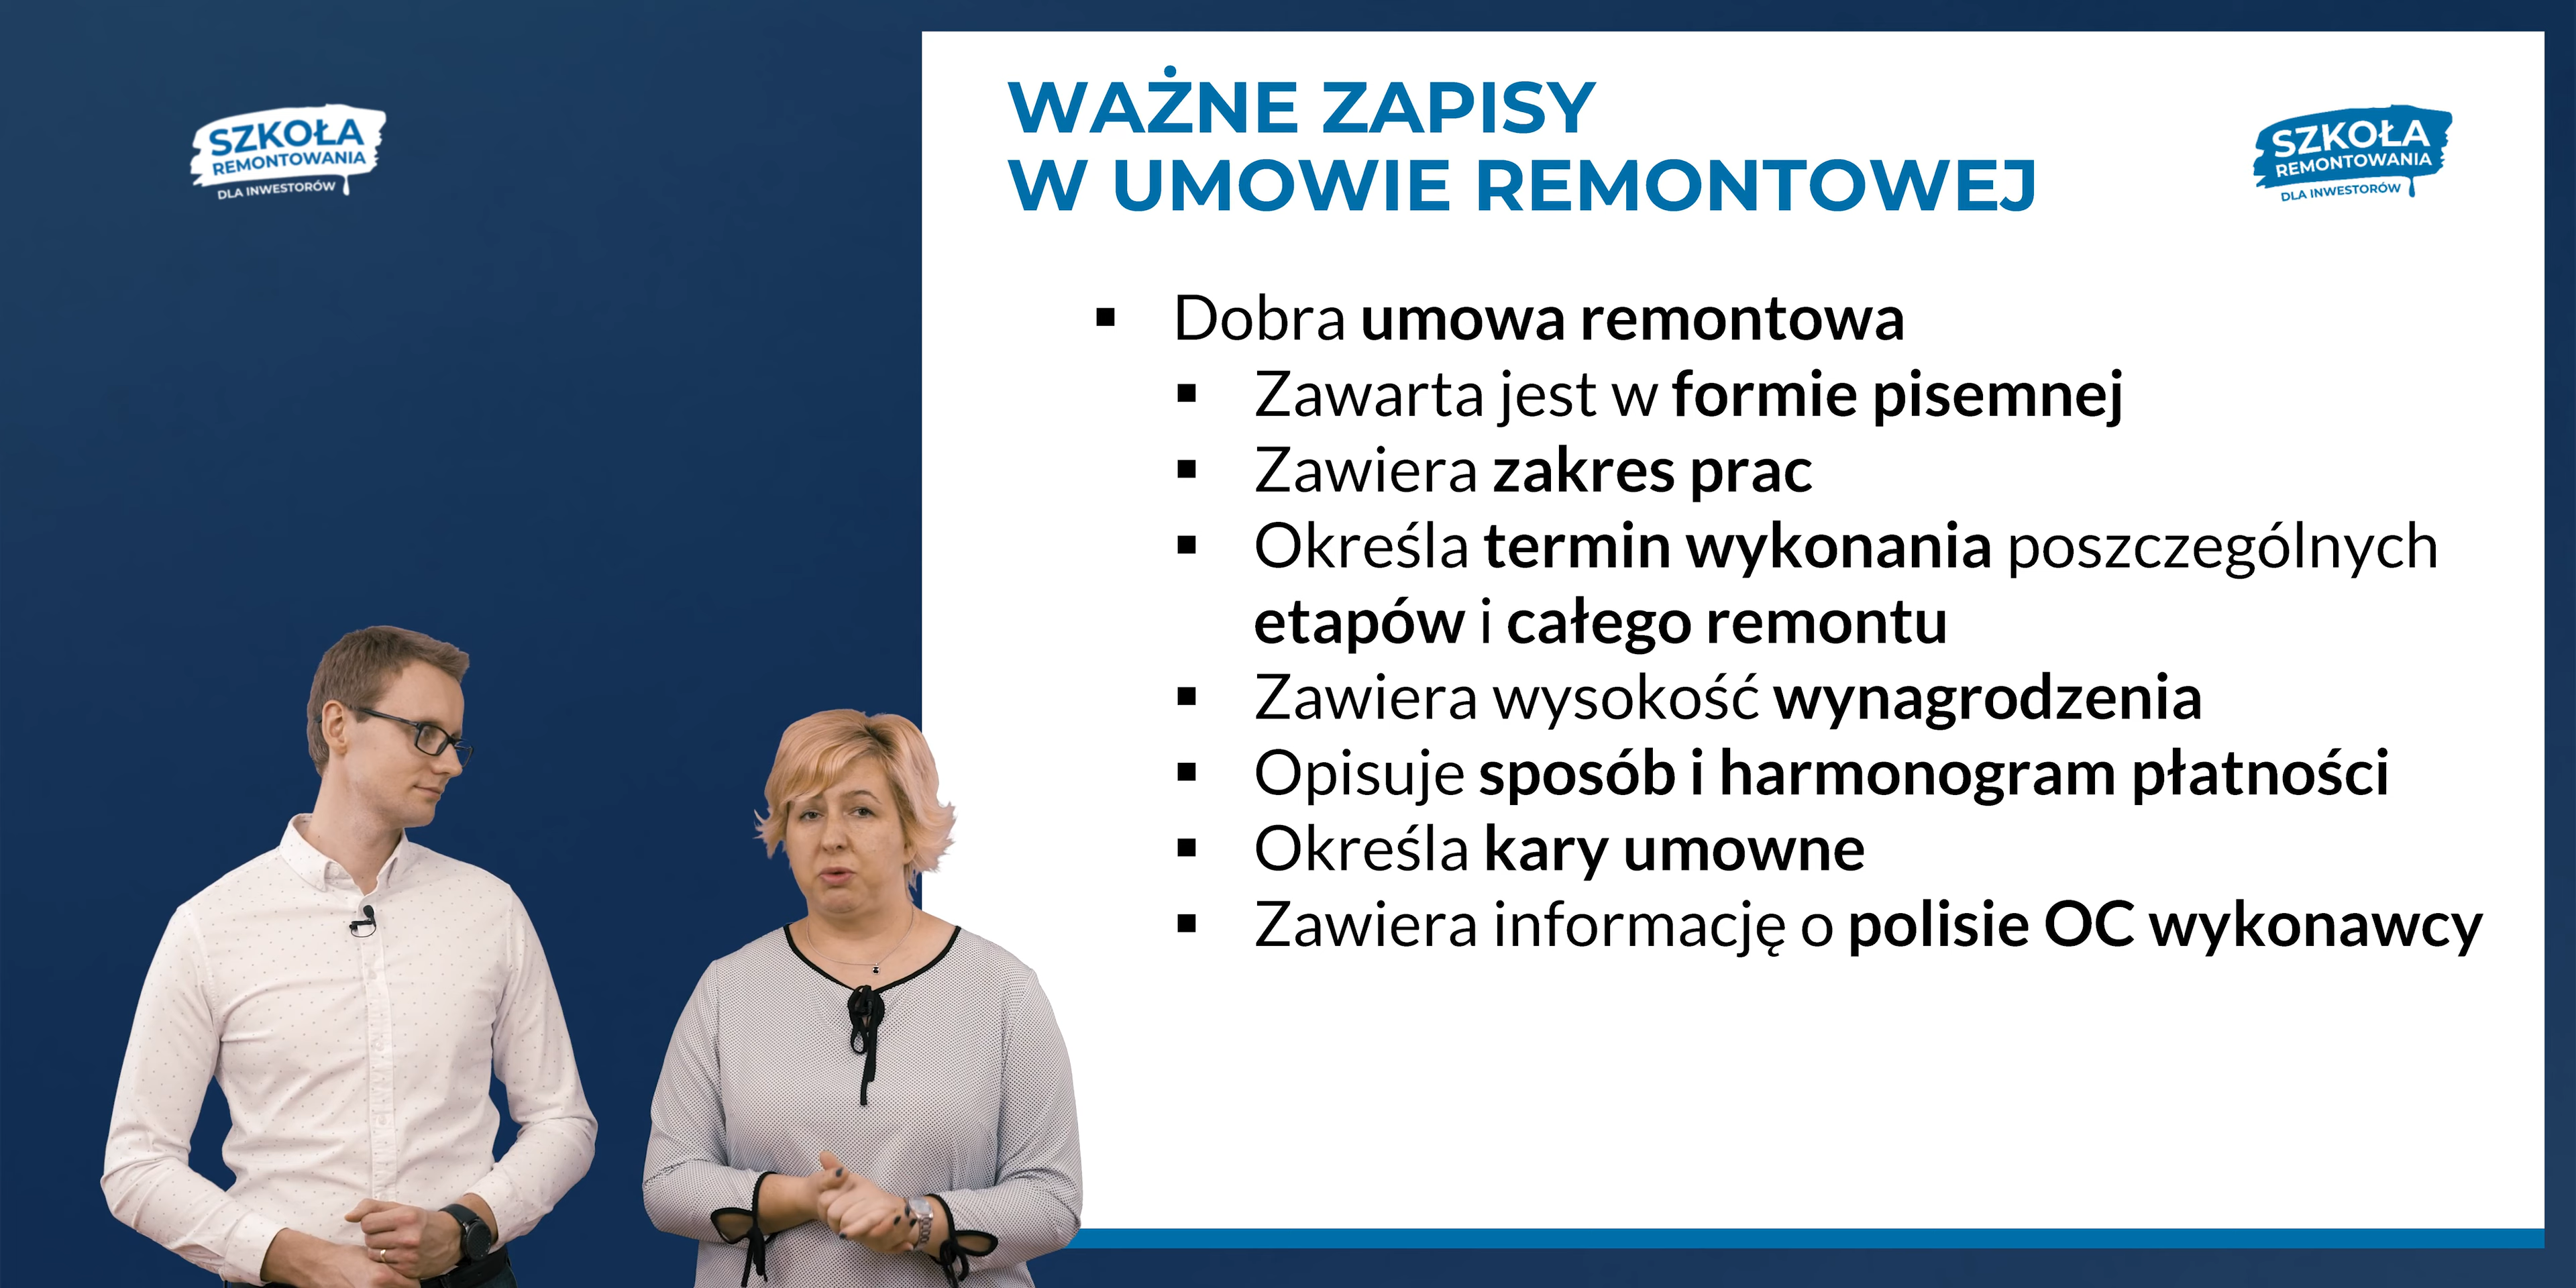 SZKOŁA
REMONTOWANIA
DLA INWESTORÓW
WAŻNE ZAPISY
W UMOWIE REMONTOWEJ
SZKOŁA
REMONTOWANIA
DLA INWESTORÓW
▪ Dobra umowa remontowa
▪ Zawarta jest w formie pisemnej
▪ Zawiera zakres prac
▪ Określa termin wykonania poszczególnych
etapów i całego remontu
▪ Zawiera wysokość wynagrodzenia
▪ Opisuje sposób i harmonogram płatności
▪ Określa kary umowne
▪ Zawiera informację o polisie OC wykonawcy